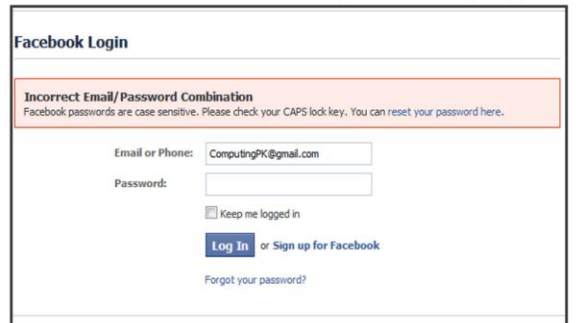 Facebook Login
Incorrect Email/Password Combination
Facebook passwords are case sensitive. Please check your CAPS lock key. You can reset your password here.
Email or Phone: ComputingPK@gmail.com
Password:
Keep me logged in
Log In or Sign up for Facebook
Forgot your password?